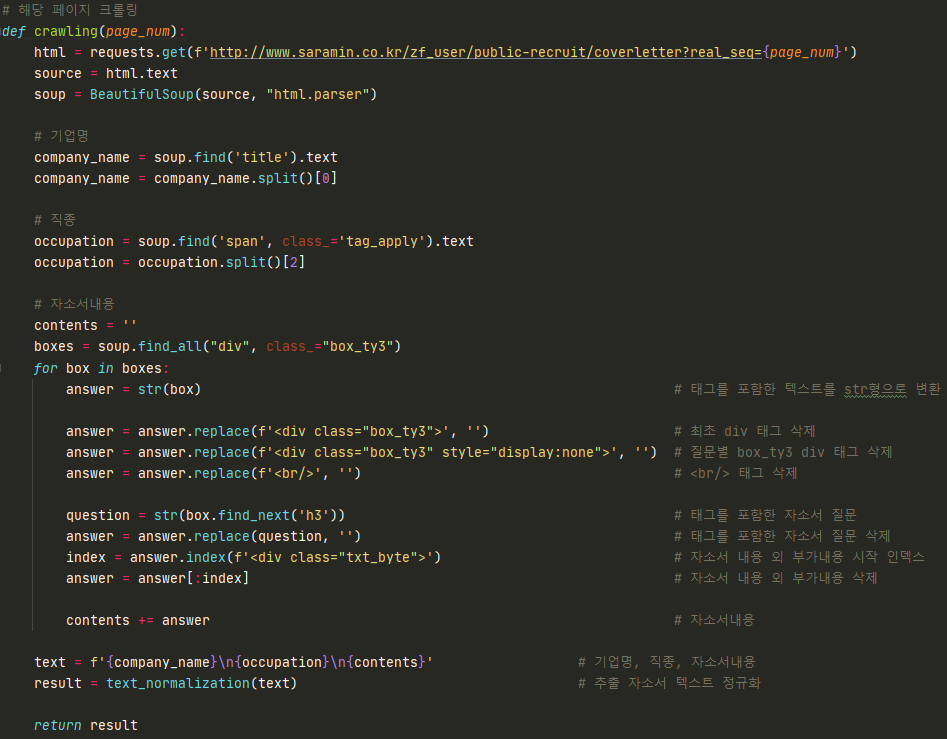 # 해당 페이지 크롤링
def crawling(page_num):
    html = requests.get(f'http://www.saramin.co.kr/zf_user/public-recruit/coverletter?real_seq={page_num}')
    source = html.text
    soup = BeautifulSoup(source, "html.parser")

    # 기업명
    company_name = soup.find('title').text
    company_name = company_name.split()[0]

    # 직종
    occupation = soup.find('span', class_='tag_apply').text
    occupation = occupation.split()[2]

    # 자소서내용
    contents = ''
    boxes = soup.find_all("div", class_="box_ty3")
    for box in boxes:
        answer = str(box) # 태그를 포함한 텍스트를 str형으로 변환

        answer = answer.replace(f'<div class="box_ty3">', '') # 최초 div 태그 삭제
        answer = answer.replace(f'<div class="box_ty3" style="display:none">', '') # 질문별 box_ty3 div 태그 삭제
        answer = answer.replace(f'<br/>', '') # <br/> 태그 삭제

        question = str(box.find_next('h3')) # 태그를 포함한 자소서 질문
        answer = answer.replace(question, '') # 태그를 포함한 자소서 질문 삭제
        index = answer.index(f'<div class="txt_byte">') # 자소서 내용 외 부가내용 시작 인덱스
        answer = answer[:index] # 자소서 내용 외 부가내용 삭제

        contents += answer # 자소서내용

    text = f'{company_name}\n{occupation}\n{contents}' # 기업명, 직종, 자소서내용
    result = text_normalization(text) # 추출 자소서 텍스트 정규화

    return result